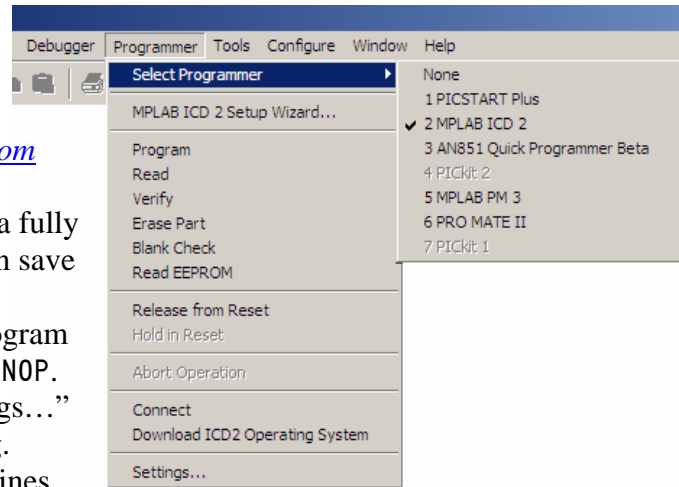 Debugger Programmer Tools Configure Window Help
Select Programmer
MPLAB ICD 2 Setup Wizard...
Program
Read
Verify
Erase Part
Blank Check
Read EEPROM
Release from Reset
Hold in Reset
Abort Operation
Connect
Download ICD2 Operating System
Settings...
None
1 PICSTART Plus
2 MPLAB ICD 2
3 AN851 Quick Programmer Beta
4 PICkit 2
5 MPLAB PM 3
6 PRO MATE II
7 PICkit 1
om
a fully
n save
ogram
NOP.
gs…”
ines